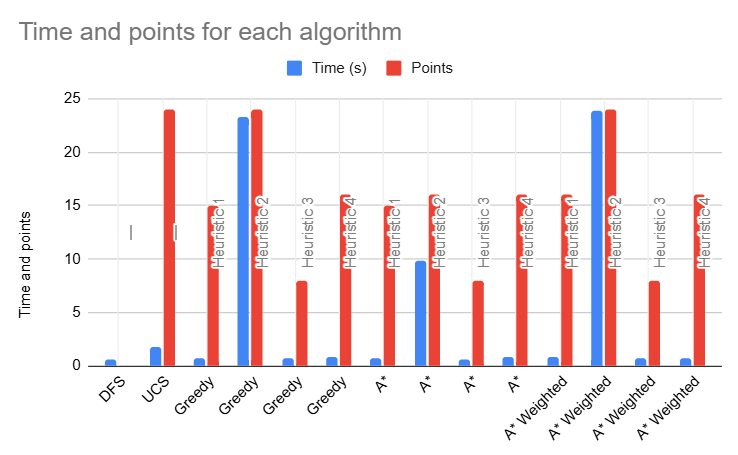 Time and points for each algorithm
Time (s)
Points
Time and points
25
20
15
10
5
0
|
|
Heuristic 1
Heuristic 2
Heuristic 3
Heuristic 4
Heuristic 1
Heuristic 2
Heuristic 3
Heuristic 4
Heuristic 1
Heuristic 2
Heuristic 3
Heuristic 4
DFS
UCS
Greedy
Greedy
Greedy
Greedy
A*
A*
A*
A*
A* Weighted
A* Weighted
A* Weighted
A* Weighted